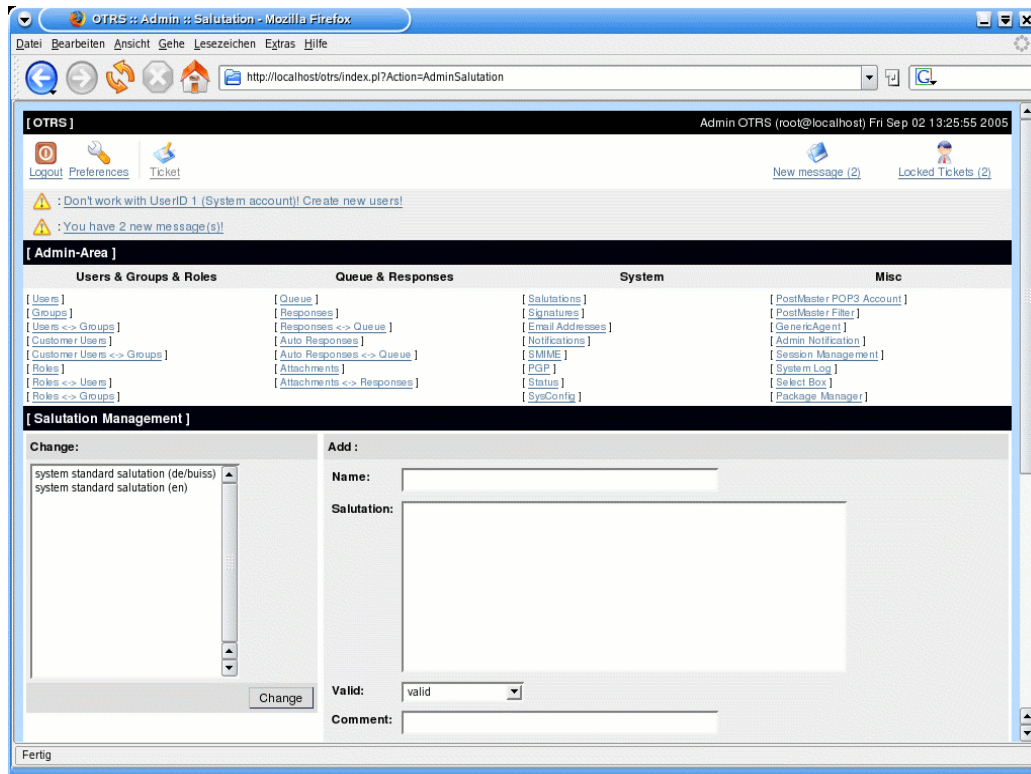 OTRS :: Admin :: Salutation - Mozilla Firefox
Datei Bearbeiten Ansicht Gehe Lesezeichen Extras Hilfe
http://localhost/otrs/index.pl?Action=AdminSalutation
G
[ OTRS ] Admin OTRS (root@localhost) Fri Sep 02 13:25:55 2005
Logout Preferences Ticket New message (2) Locked Tickets (2)
: Don't work with UserID 1 (System account)! Create new users!
: You have 2 new message(s)!
[ Admin-Area ]
Users & Groups & Roles Queue & Responses System Misc
[ Users ] [ Queue ] [ Salutations ] [ PostMaster POP3 Account ]
[ Groups ] [ Responses ] [ Signatures ] [ PostMaster Filter ]
[ Users <-> Groups ] [ Responses <-> Queue ] [ Email Addresses ] [ GenericAgent ]
[ Customer Users ] [ Auto Responses ] [ Notifications ] [ Admin Notification ]
[ Customer Users <-> Groups ] [ Auto Responses <-> Queue ] [ SMIME ] [ Session Management ]
[ Roles ] [ Attachments ] [ PGP ] [ System Log ]
[ Roles <-> Users ] [ Attachments <-> Responses ] [ Status ] [ Select Box ]
[ Roles <-> Groups ] [ SysConfig ] [ Package Manager ]
[ Salutation Management ]
Change: Add :
system standard salutation (de/buiss)
system standard salutation (en)
Name:
Salutation:
Change
Valid: valid
Comment:
Fertig